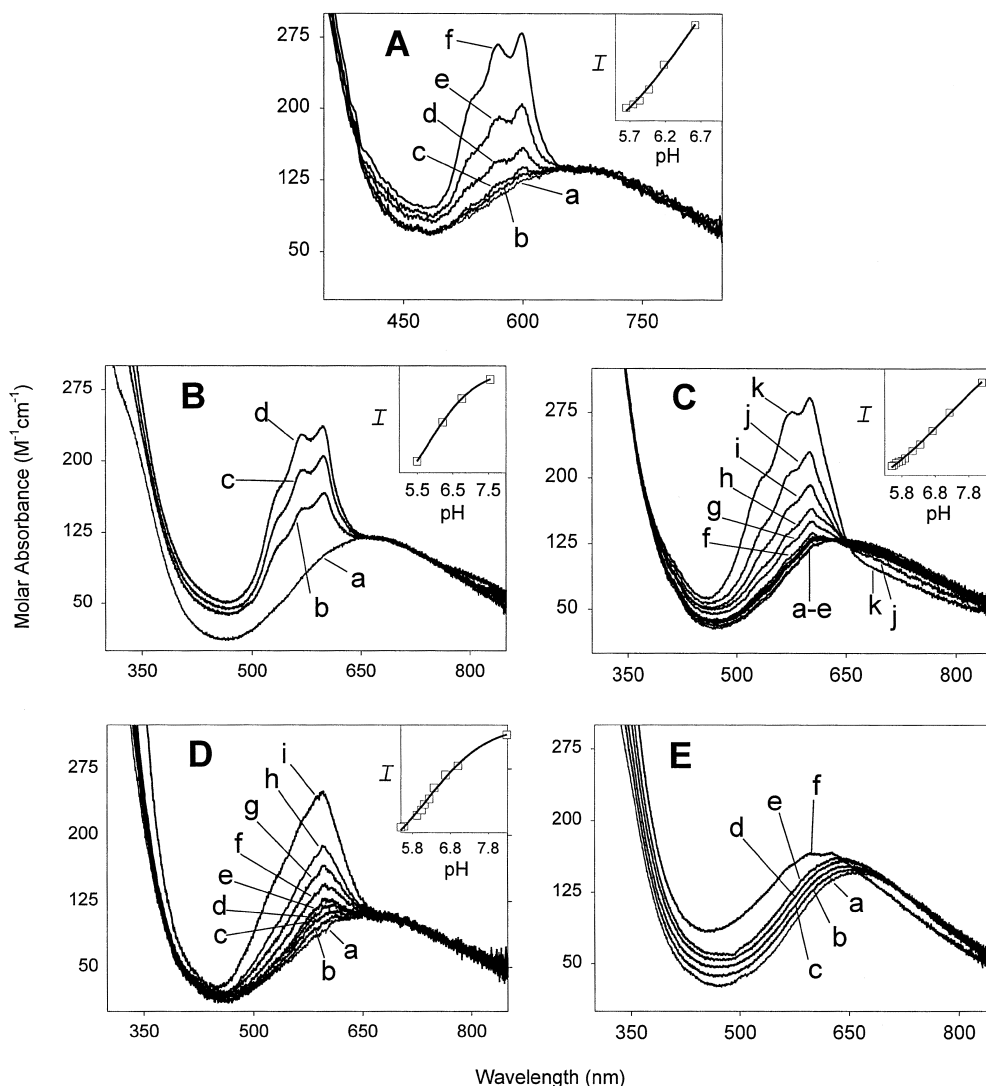 A
275
200
125
50
f
e
d
c
b
a
450
600
750
I
5.7
6.2
6.7
pH
B
275
200
125
50
d
c
b
a
350
500
650
800
I
5.5
6.5
7.5
pH
C
275
200
125
50
k
j
i
h
g
f
a-e
k
j
350
500
650
800
I
5.8
6.8
7.8
pH
Molar Absorbance (M-1cm-1)
D
275
200
125
50
i
h
g
f
e
d
c
b
a
350
500
650
800
I
5.8
6.8
7.8
pH
E
275
200
125
50
f
e
d
a
b
c
350
500
650
800
Wavelength (nm)